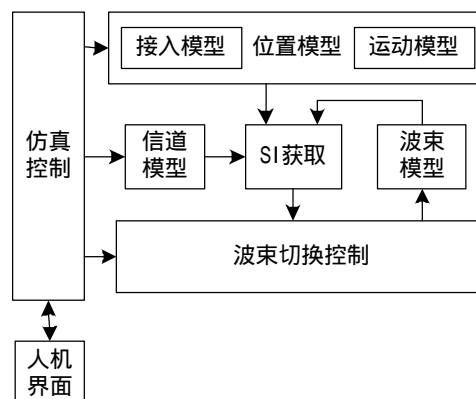 接入模型
位置模型
运动模型
仿真
控制
信道
模型
SI获取
波束
模型
波束切换控制
人机
界面